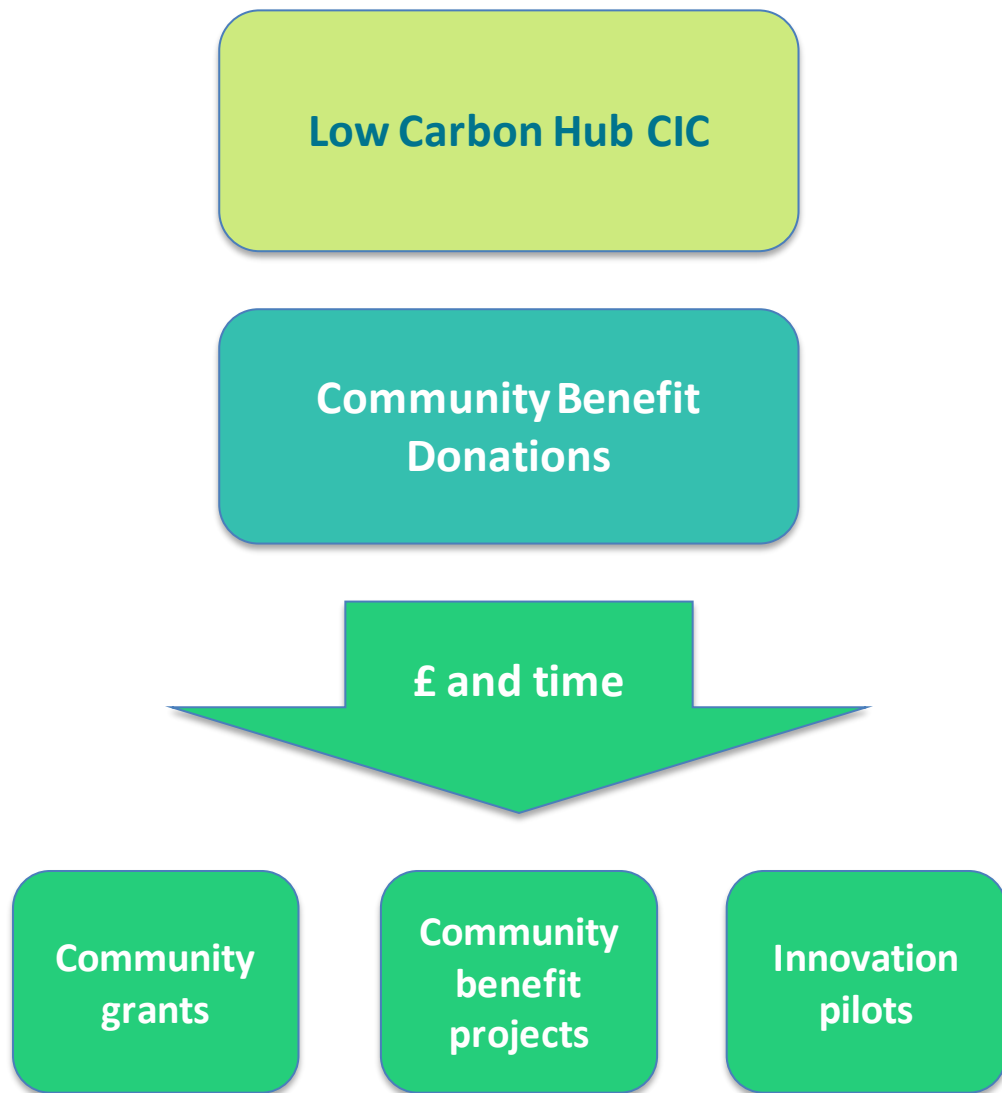 Low Carbon Hub CIC
Community Benefit
Donations
£ and time
Community
grants
Community
benefit
projects
Innovation
pilots